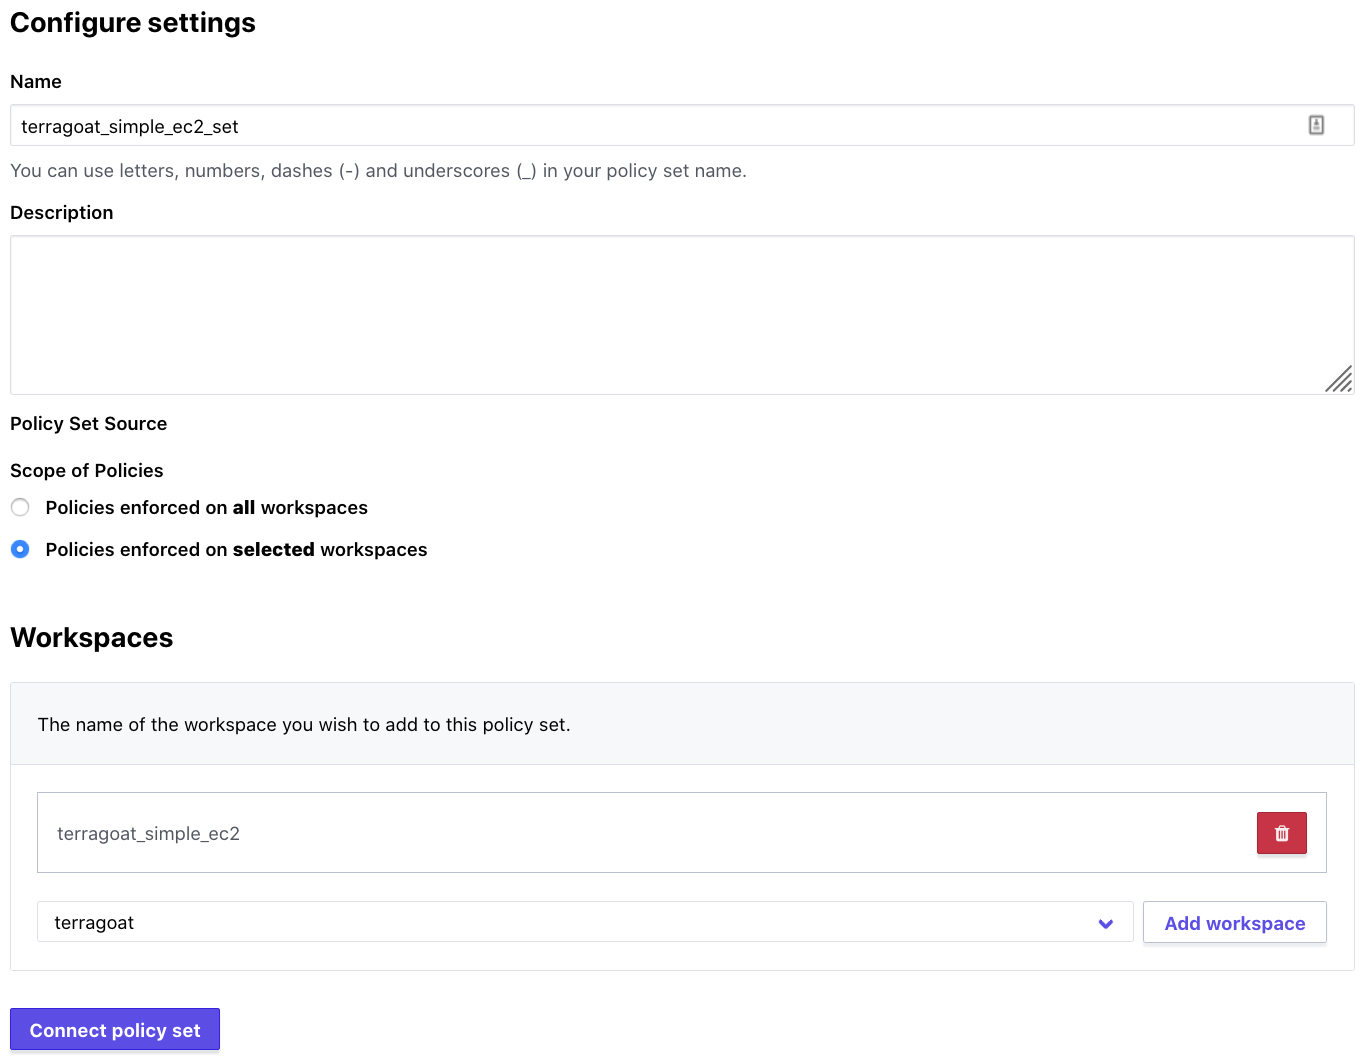 Configure settings
Name
terragoat_simple_ec2_set
You can use letters, numbers, dashes (-) and underscores (_) in your policy set name.
Description
Policy Set Source
Scope of Policies
Policies enforced on all workspaces
Policies enforced on selected workspaces
Workspaces
The name of the workspace you wish to add to this policy set.
terragoat_simple_ec2
terragoat
Add workspace
Connect policy set